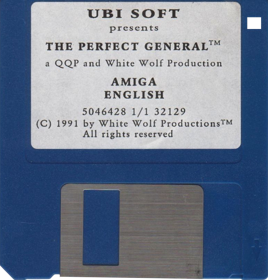 UBI SOFT
presents
THE PERFECT GENERAL™
a QQP and White Wolf Production
AMIGA
ENGLISH
5046428 1/1 32129
(C) 1991 by White Wolf Productions™
All rights reserved